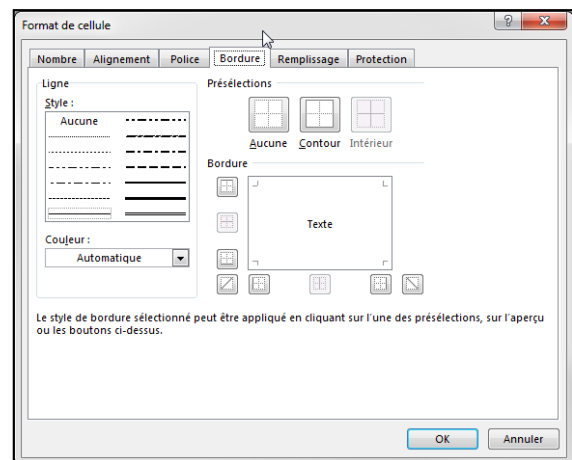 Format de cellule
Nombre Alignement Police Bordure Remplissage Protection
Ligne
Style :
Aucune
Couleur :
Automatique
Présélections
Aucune Contour Intérieur
Bordure
Texte
Le style de bordure sélectionné peut être appliqué en cliquant sur l'une des présélections, sur l'aperçu
ou les boutons ci-dessus.
OK Annuler